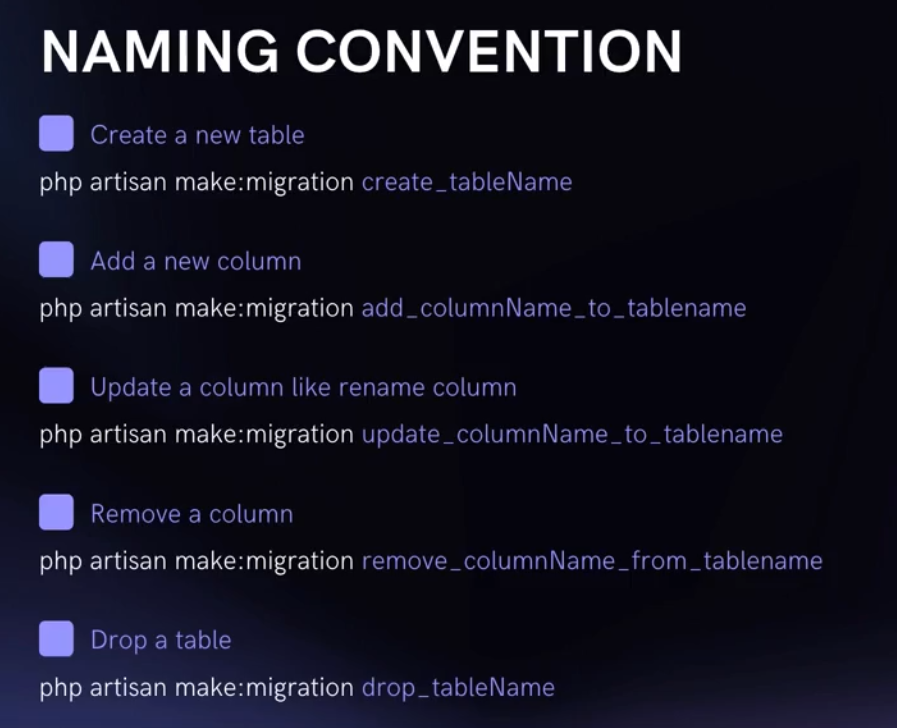 NAMING CONVENTION
Create a new table
php artisan make:migration create_tableName
Add a new column
php artisan make:migration add_columnName_to_tablename
Update a column like rename column
php artisan make:migration update_columnName_to_tablename
Remove a column
php artisan make:migration remove_columnName_from_tablename
Drop a table
php artisan make:migration drop_tableName